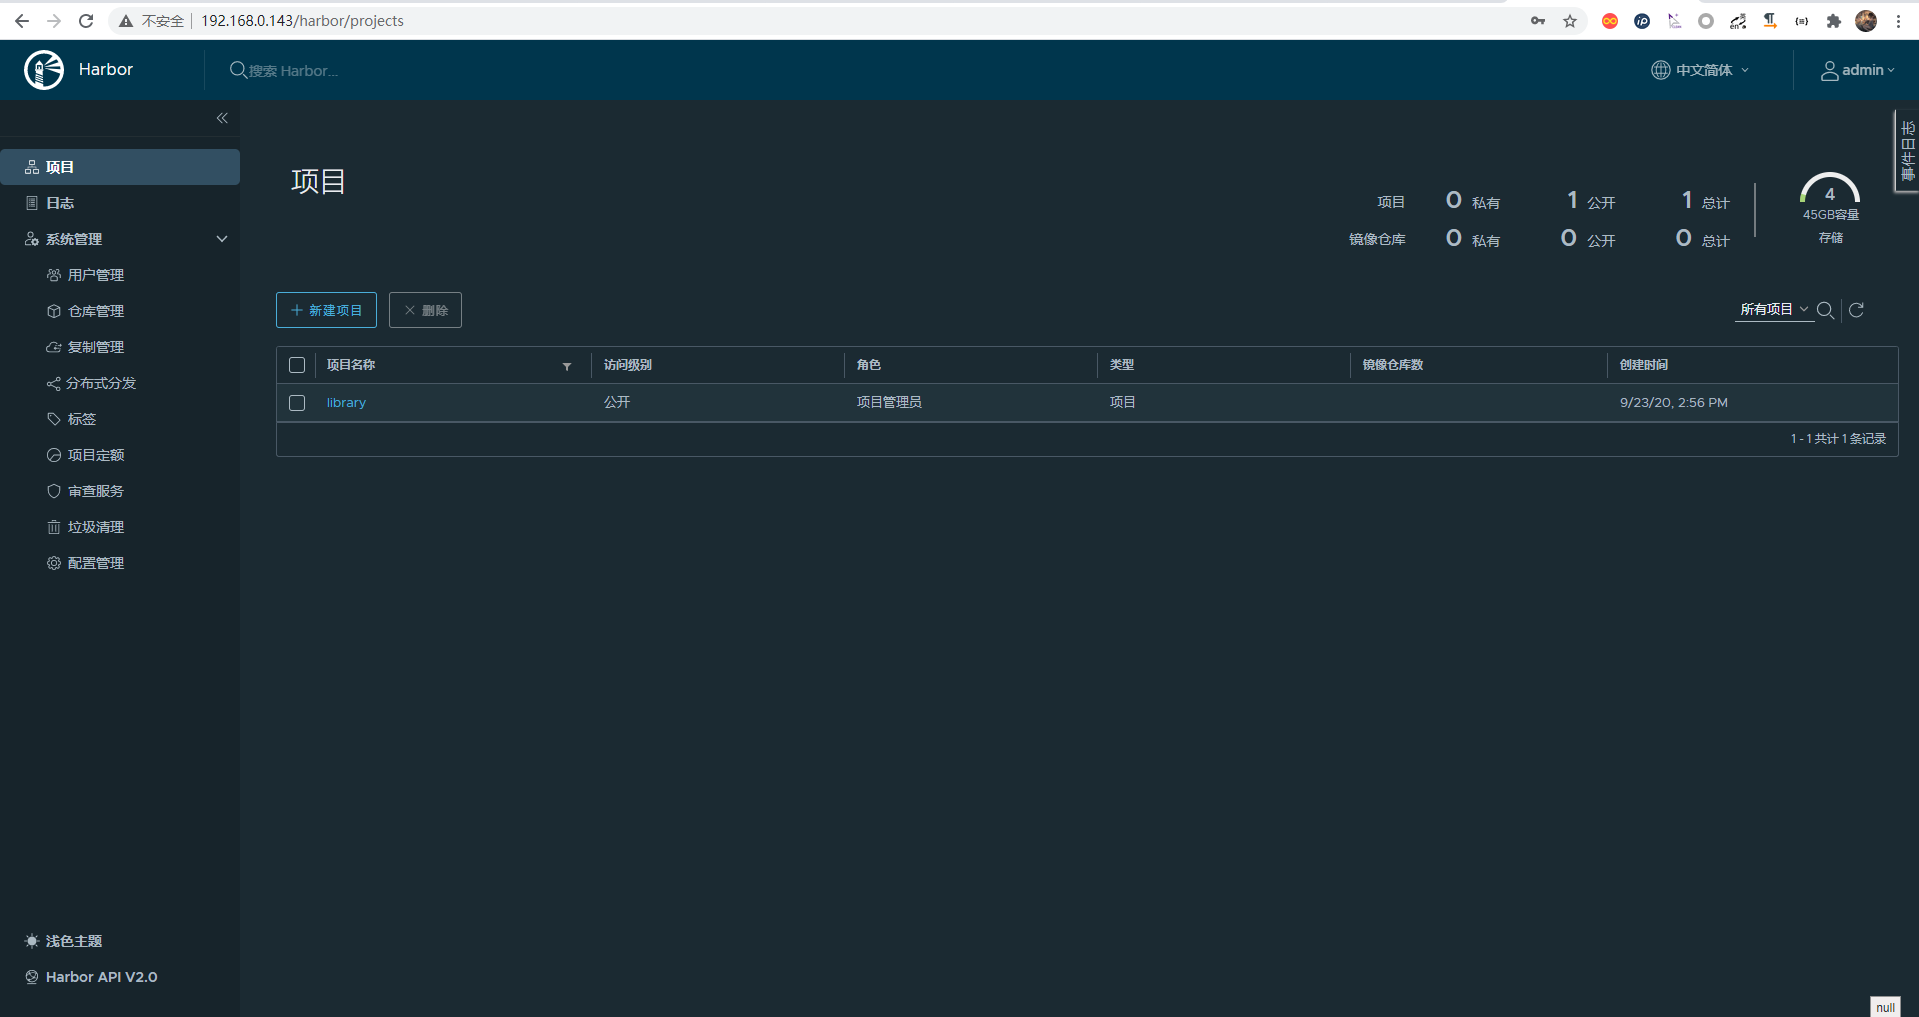 不安全 192.168.0.143/harbor/projects
Harbor
搜索 Harbor...
中文简体
admin
事件日志
项目
日志
系统管理
用户管理
仓库管理
复制管理
分布式分发
标签
项目定额
审查服务
垃圾清理
配置管理
浅色主题
Harbor API V2.0
项目
项目 0 私有 1 公开 1 总计
镜像仓库 0 私有 0 公开 0 总计
4
45GB容量
存储
新建项目 删除
所有项目
项目名称 访问级别 角色 类型 镜像仓库数 创建时间
library 公开 项目管理员 项目 9/23/20, 2:56 PM
1 - 1 共计 1 条记录
null